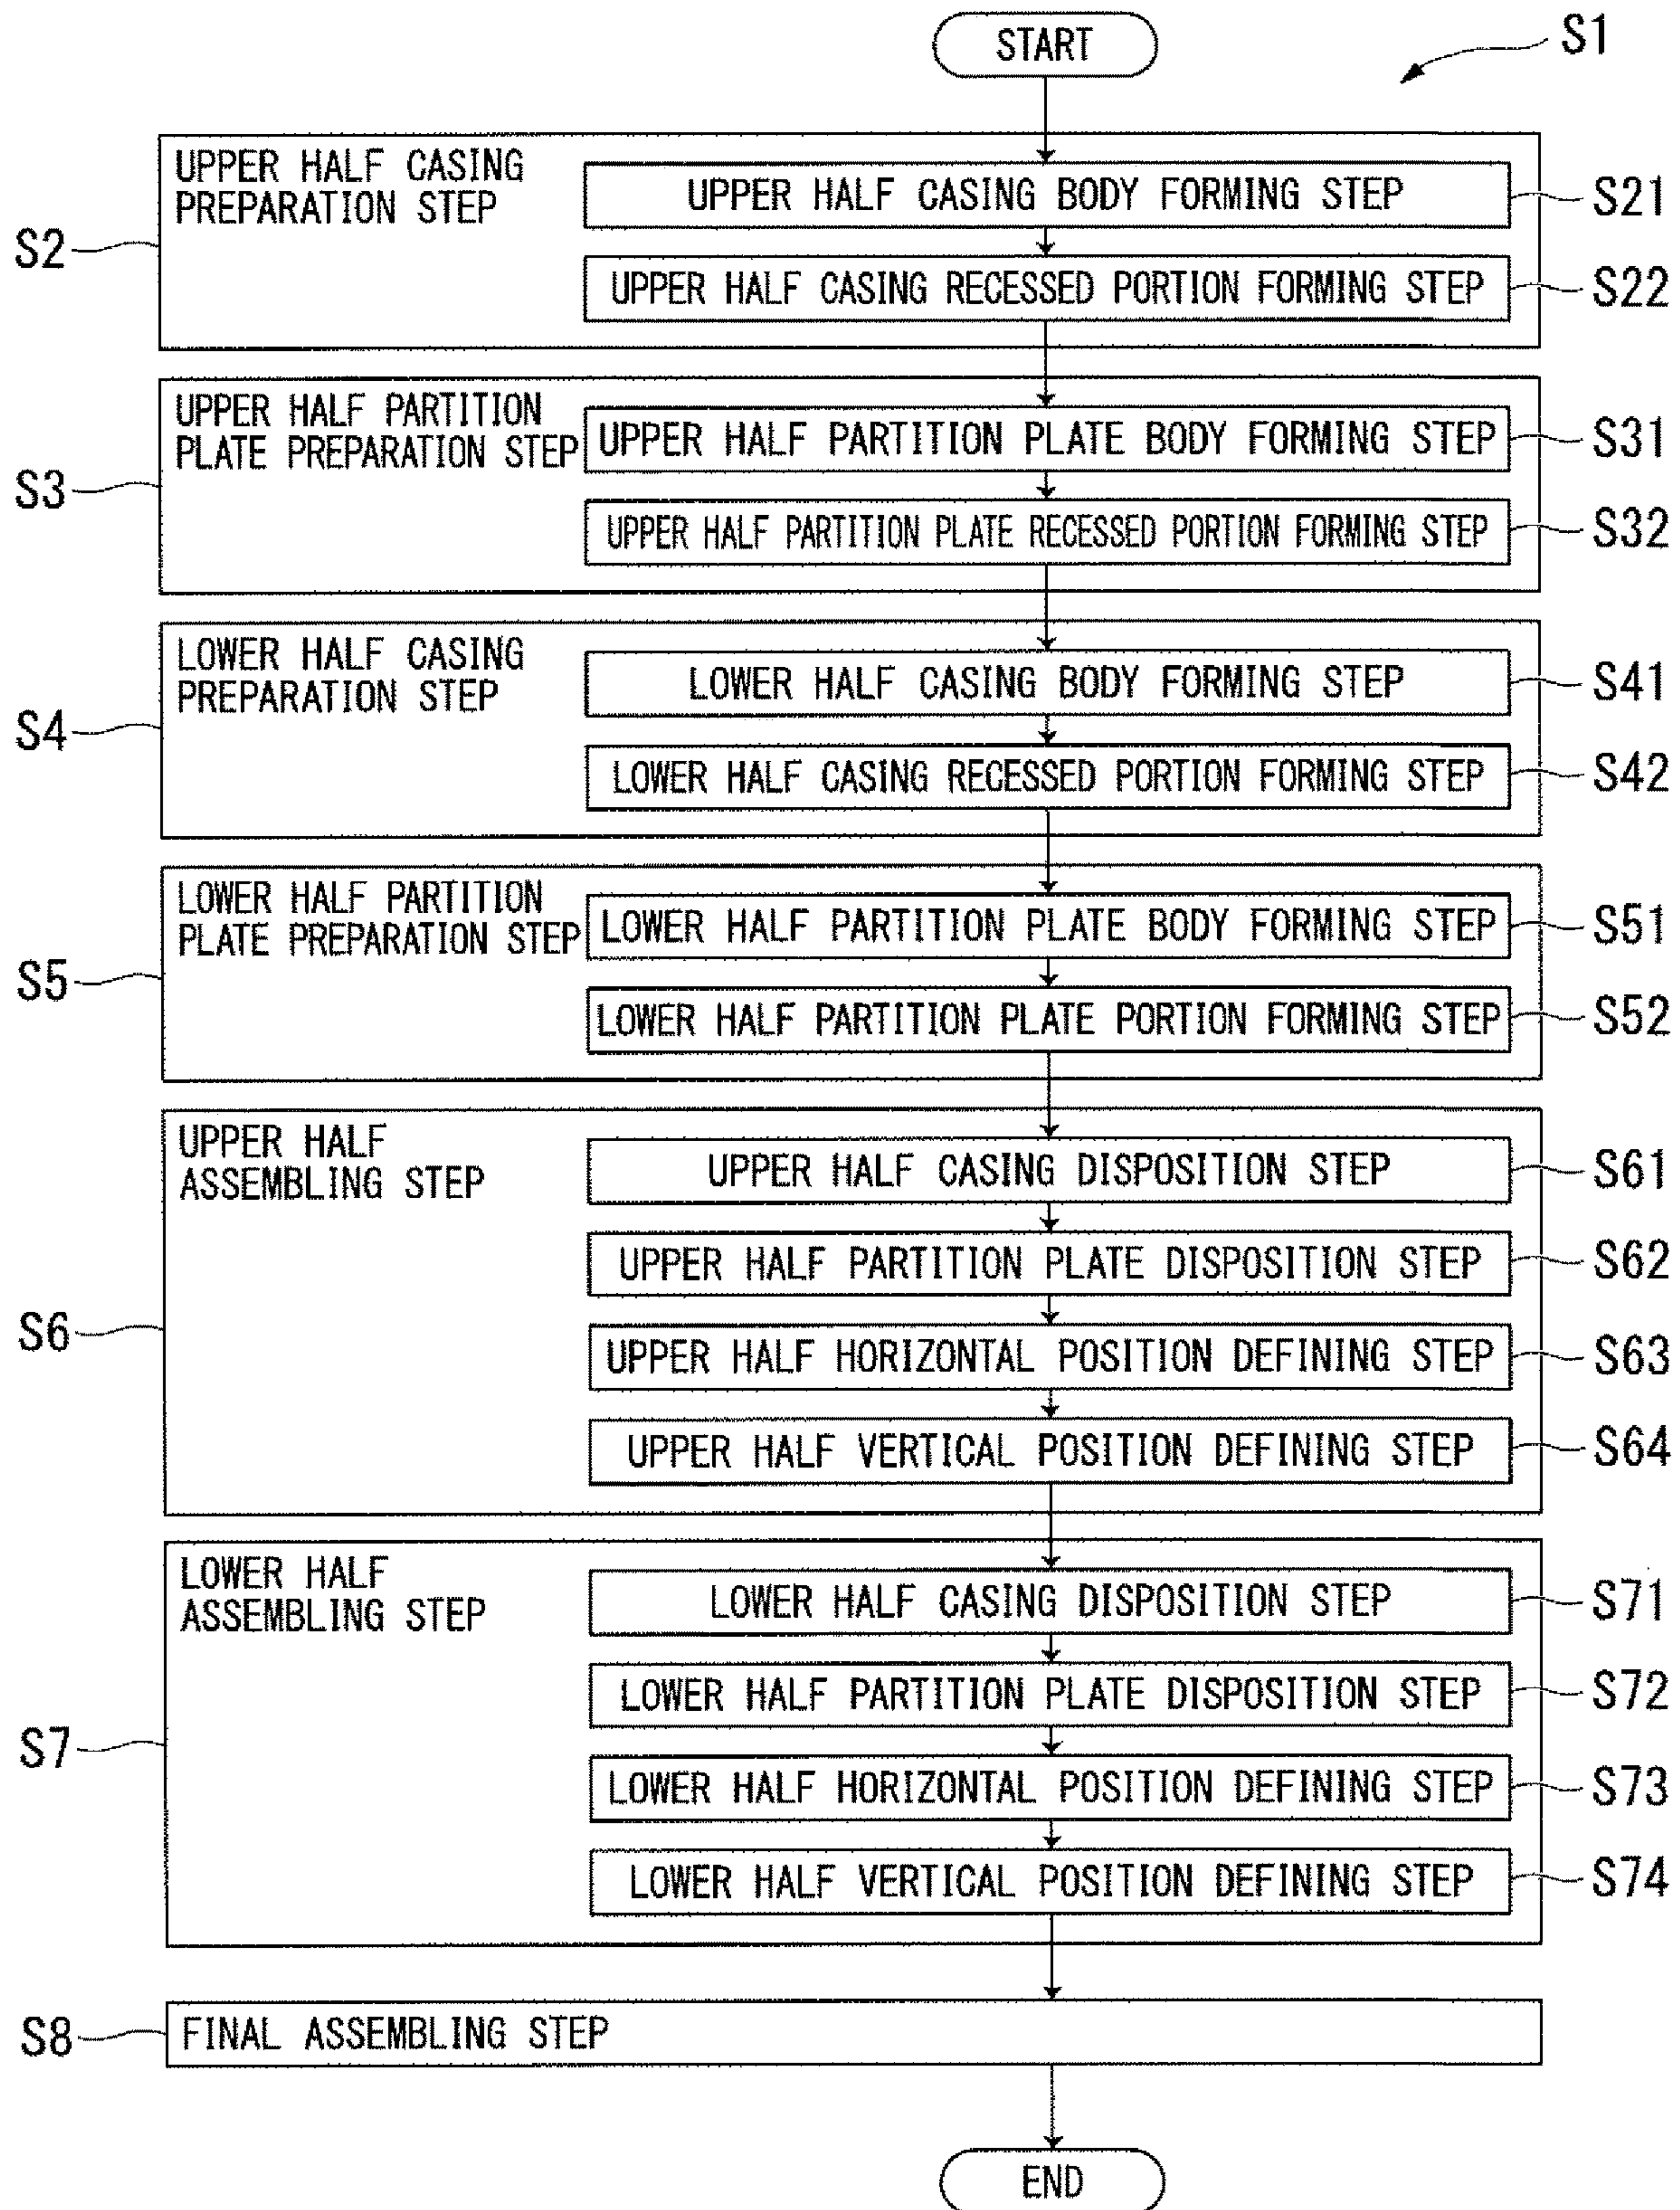 START
S1
UPPER HALF CASING
PREPARATION STEP
S2
UPPER HALF CASING BODY FORMING STEP
S21
UPPER HALF CASING RECESSED PORTION FORMING STEP
S22
UPPER HALF PARTITION
PLATE PREPARATION STEP
S3
UPPER HALF PARTITION PLATE BODY FORMING STEP
S31
UPPER HALF PARTITION PLATE RECESSED PORTION FORMING STEP
S32
LOWER HALF CASING
PREPARATION STEP
S4
LOWER HALF CASING BODY FORMING STEP
S41
LOWER HALF CASING RECESSED PORTION FORMING STEP
S42
LOWER HALF PARTITION
PLATE PREPARATION STEP
S5
LOWER HALF PARTITION PLATE BODY FORMING STEP
S51
LOWER HALF PARTITION PLATE PORTION FORMING STEP
S52
UPPER HALF
ASSEMBLING STEP
S6
UPPER HALF CASING DISPOSITION STEP
S61
UPPER HALF PARTITION PLATE DISPOSITION STEP
S62
UPPER HALF HORIZONTAL POSITION DEFINING STEP
S63
UPPER HALF VERTICAL POSITION DEFINING STEP
S64
LOWER HALF
ASSEMBLING STEP
S7
LOWER HALF CASING DISPOSITION STEP
S71
LOWER HALF PARTITION PLATE DISPOSITION STEP
S72
LOWER HALF HORIZONTAL POSITION DEFINING STEP
S73
LOWER HALF VERTICAL POSITION DEFINING STEP
S74
S8
FINAL ASSEMBLING STEP
END